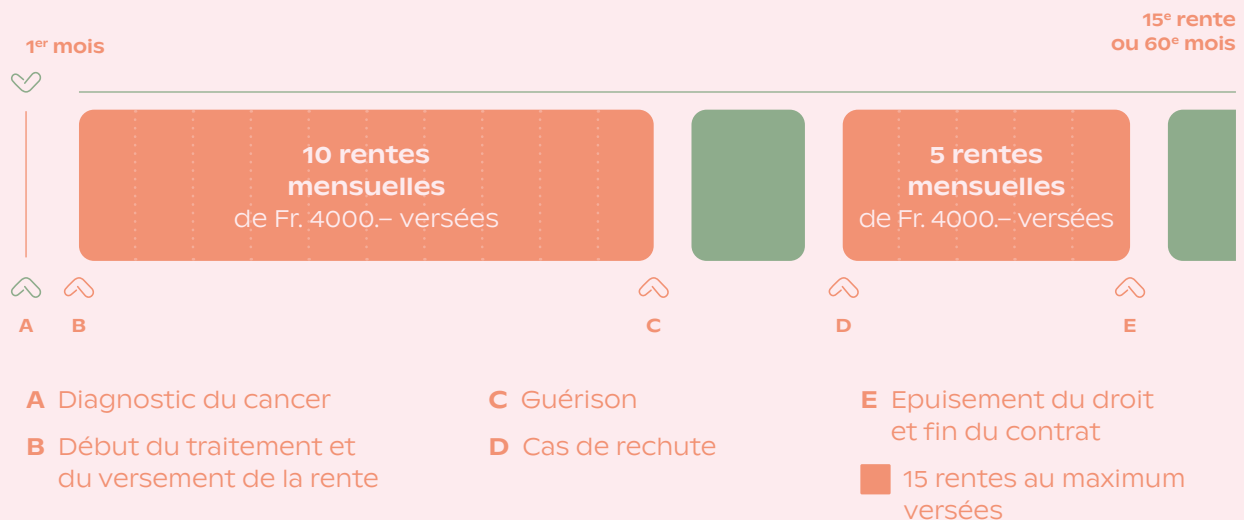 1er mois
15e rente
ou 60e mois
10 rentes
mensuelles
de Fr. 4000.– versées
5 rentes
mensuelles
de Fr. 4000.– versées
A
B
C
D
E
A Diagnostic du cancer
B Début du traitement et
du versement de la rente
C Guérison
D Cas de rechute
E Epuisement du droit
et fin du contrat
15 rentes au maximum
versées